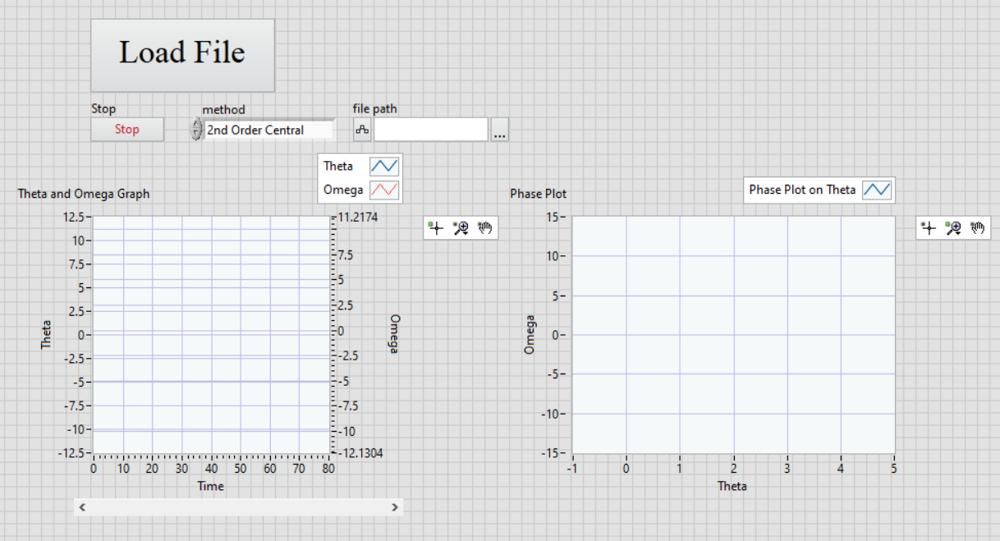 Load File
Stop
method
file path
Stop
2nd Order Central
...
Theta
Omega
Theta and Omega Graph
Phase Plot
Phase Plot on Theta
12.5
10
7.5
5
2.5
0
-2.5
-5
-7.5
-10
-12.5
Theta
11.2174
7.5
5
2.5
0
-2.5
-5
-7.5
-10
-12.1304
Omega
0 10 20 30 40 50 60 70 80
Time
15
10
5
0
-5
-10
-15
Omega
-1 0 1 2 3 4 5
Theta